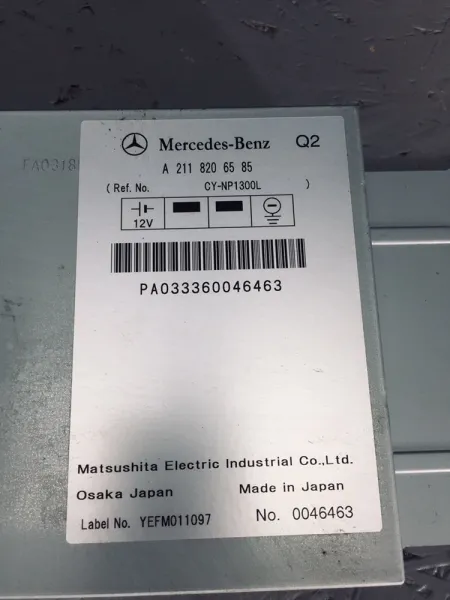 Mercedes-Benz Q2
A 211 820 65 85
(Ref. No. CY-NP1300L )
12V
PA033360046463
Matsushita Electric Industrial Co.,Ltd.
Osaka Japan Made in Japan
Label No. YEFM011097 No. 0046463